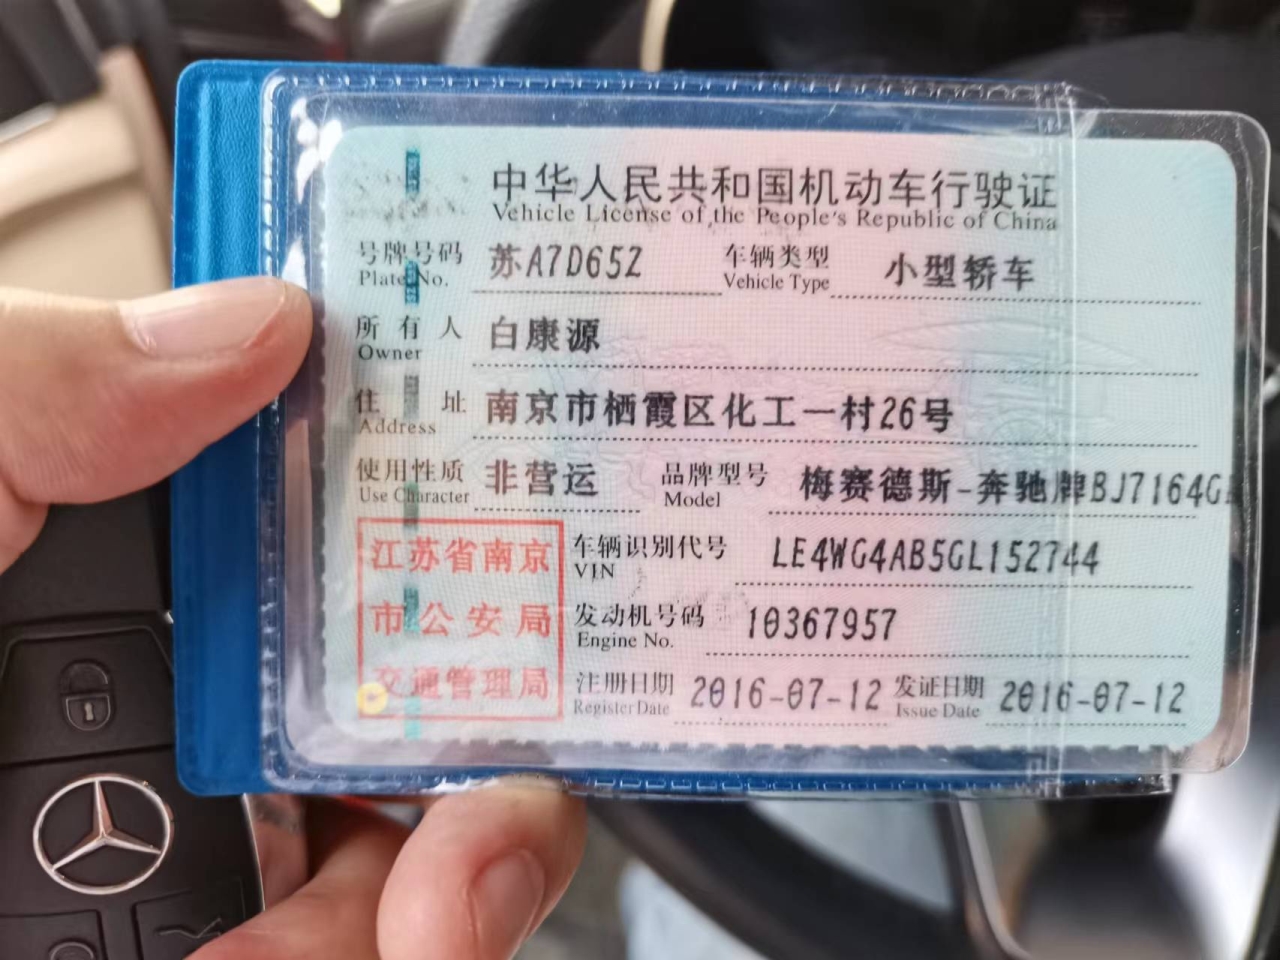 中华人民共和国机动车行驶证
Vehicle License of the People's Republic of China
号牌号码 苏A7D65Z 车辆类型 小型轿车
Plate No. Vehicle Type
所有人 白康源
Owner
住址 南京市栖霞区化工一村26号
Address
使用性质 非营运 品牌型号 梅赛德斯-奔驰牌BJ7164G
Use Character Model
江苏省南京
市公安局
交通管理局
车辆识别代号 LE4WG4AB5GL152744
VIN
发动机号码 10367957
Engine No.
注册日期 2016-07-12 发证日期 2016-07-12
Register Date Issue Date